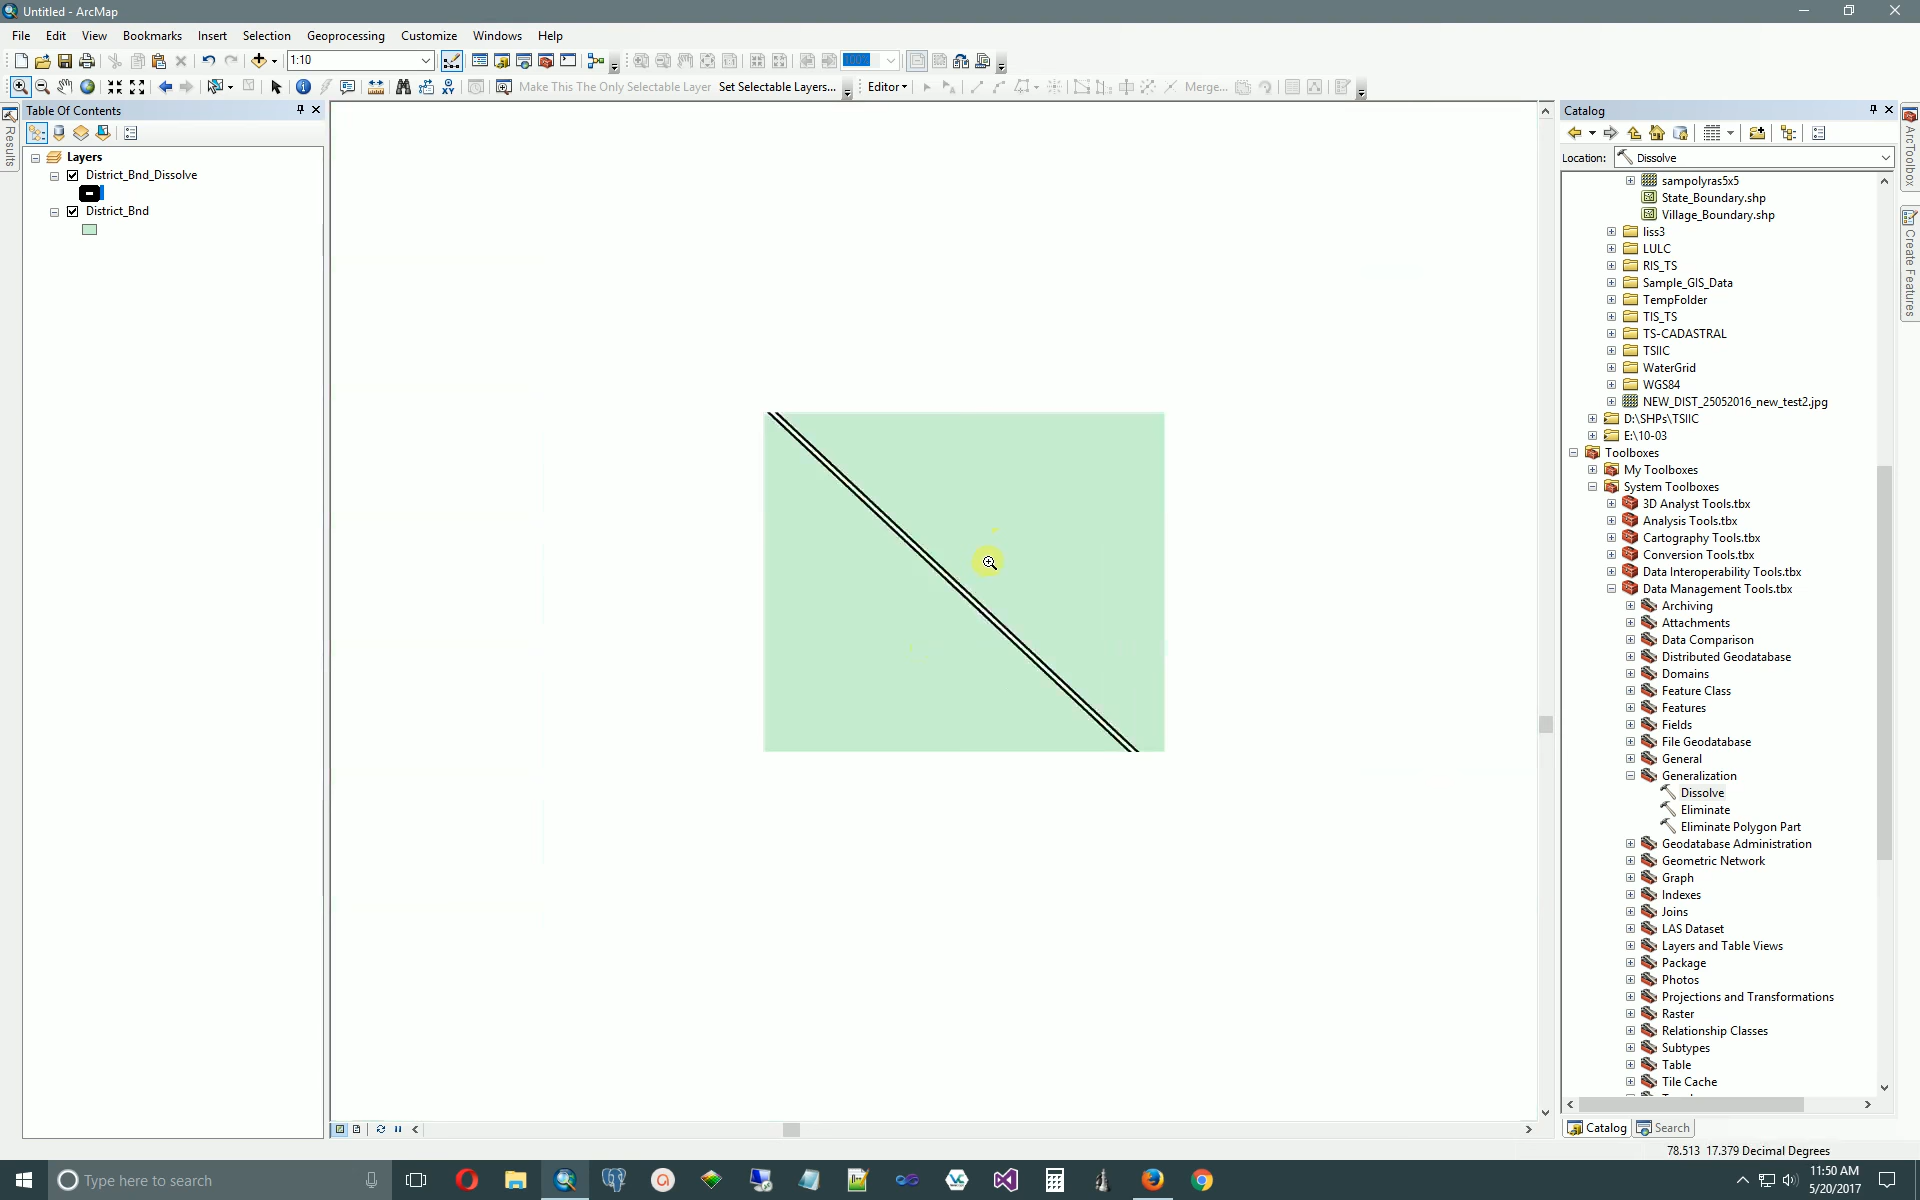 Untitled - ArcMap
File Edit View Bookmarks Insert Selection Geoprocessing Customize Windows Help
1:10 100%
Make This The Only Selectable Layer Set Selectable Layers... Editor Merge...
Results
Table Of Contents
Layers
District_Bnd_Dissolve
District_Bnd
Catalog
Location: Dissolve
sampolyras5x5
State_Boundary.shp
Village_Boundary.shp
liss3
LULC
RIS_TS
Sample_GIS_Data
TempFolder
TIS_TS
TS-CADASTRAL
TSIIC
WaterGrid
WGS84
NEW_DIST_25052016_new_test2.jpg
D:\SHPs\TSIIC
E:\10-03
Toolboxes
My Toolboxes
System Toolboxes
3D Analyst Tools.tbx
Analysis Tools.tbx
Cartography Tools.tbx
Conversion Tools.tbx
Data Interoperability Tools.tbx
Data Management Tools.tbx
Archiving
Attachments
Data Comparison
Distributed Geodatabase
Domains
Feature Class
Features
Fields
File Geodatabase
General
Generalization
Dissolve
Eliminate
Eliminate Polygon Part
Geodatabase Administration
Geometric Network
Graph
Indexes
Joins
LAS Dataset
Layers and Table Views
Package
Photos
Projections and Transformations
Raster
Relationship Classes
Subtypes
Table
Tile Cache
Catalog Search
ArcToolbox
Create Features
78.513 17.379 Decimal Degrees
Type here to search
11:50 AM
5/20/2017